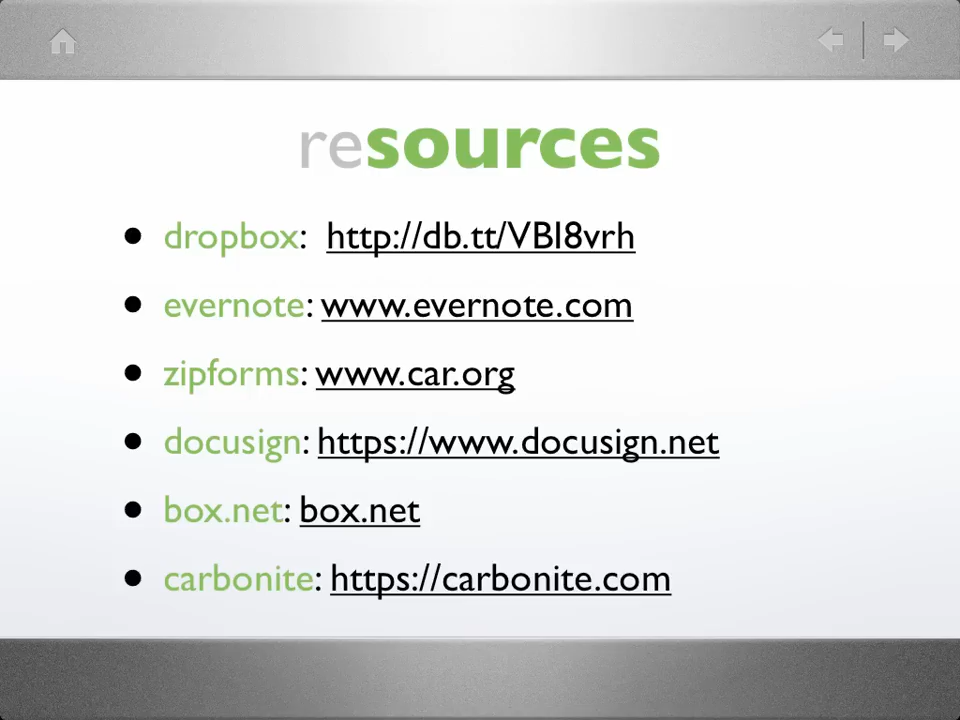 resources
• dropbox:  http://db.tt/VBI8vrh
• evernote: www.evernote.com
• zipforms: www.car.org
• docusign: https://www.docusign.net
• box.net: box.net
• carbonite: https://carbonite.com